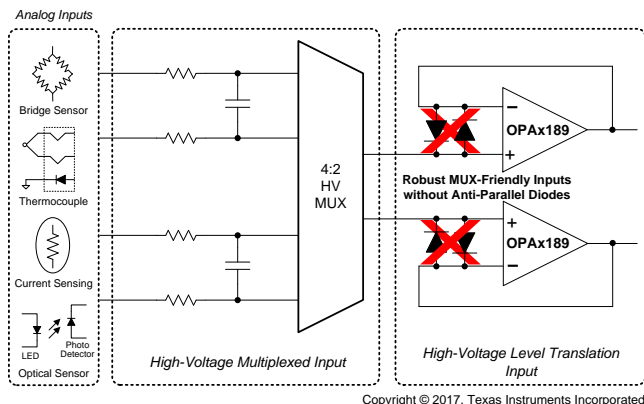 Analog Inputs
Bridge Sensor
Thermocouple
Current Sensing
LED
Photo
Detector
Optical Sensor
4:2
HV
MUX
High-Voltage Multiplexed Input
−
OPAx189
+
Robust MUX-Friendly Inputs
without Anti-Parallel Diodes
+
OPAx189
−
High-Voltage Level Translation
Input
Copyright © 2017, Texas Instruments Incorporated